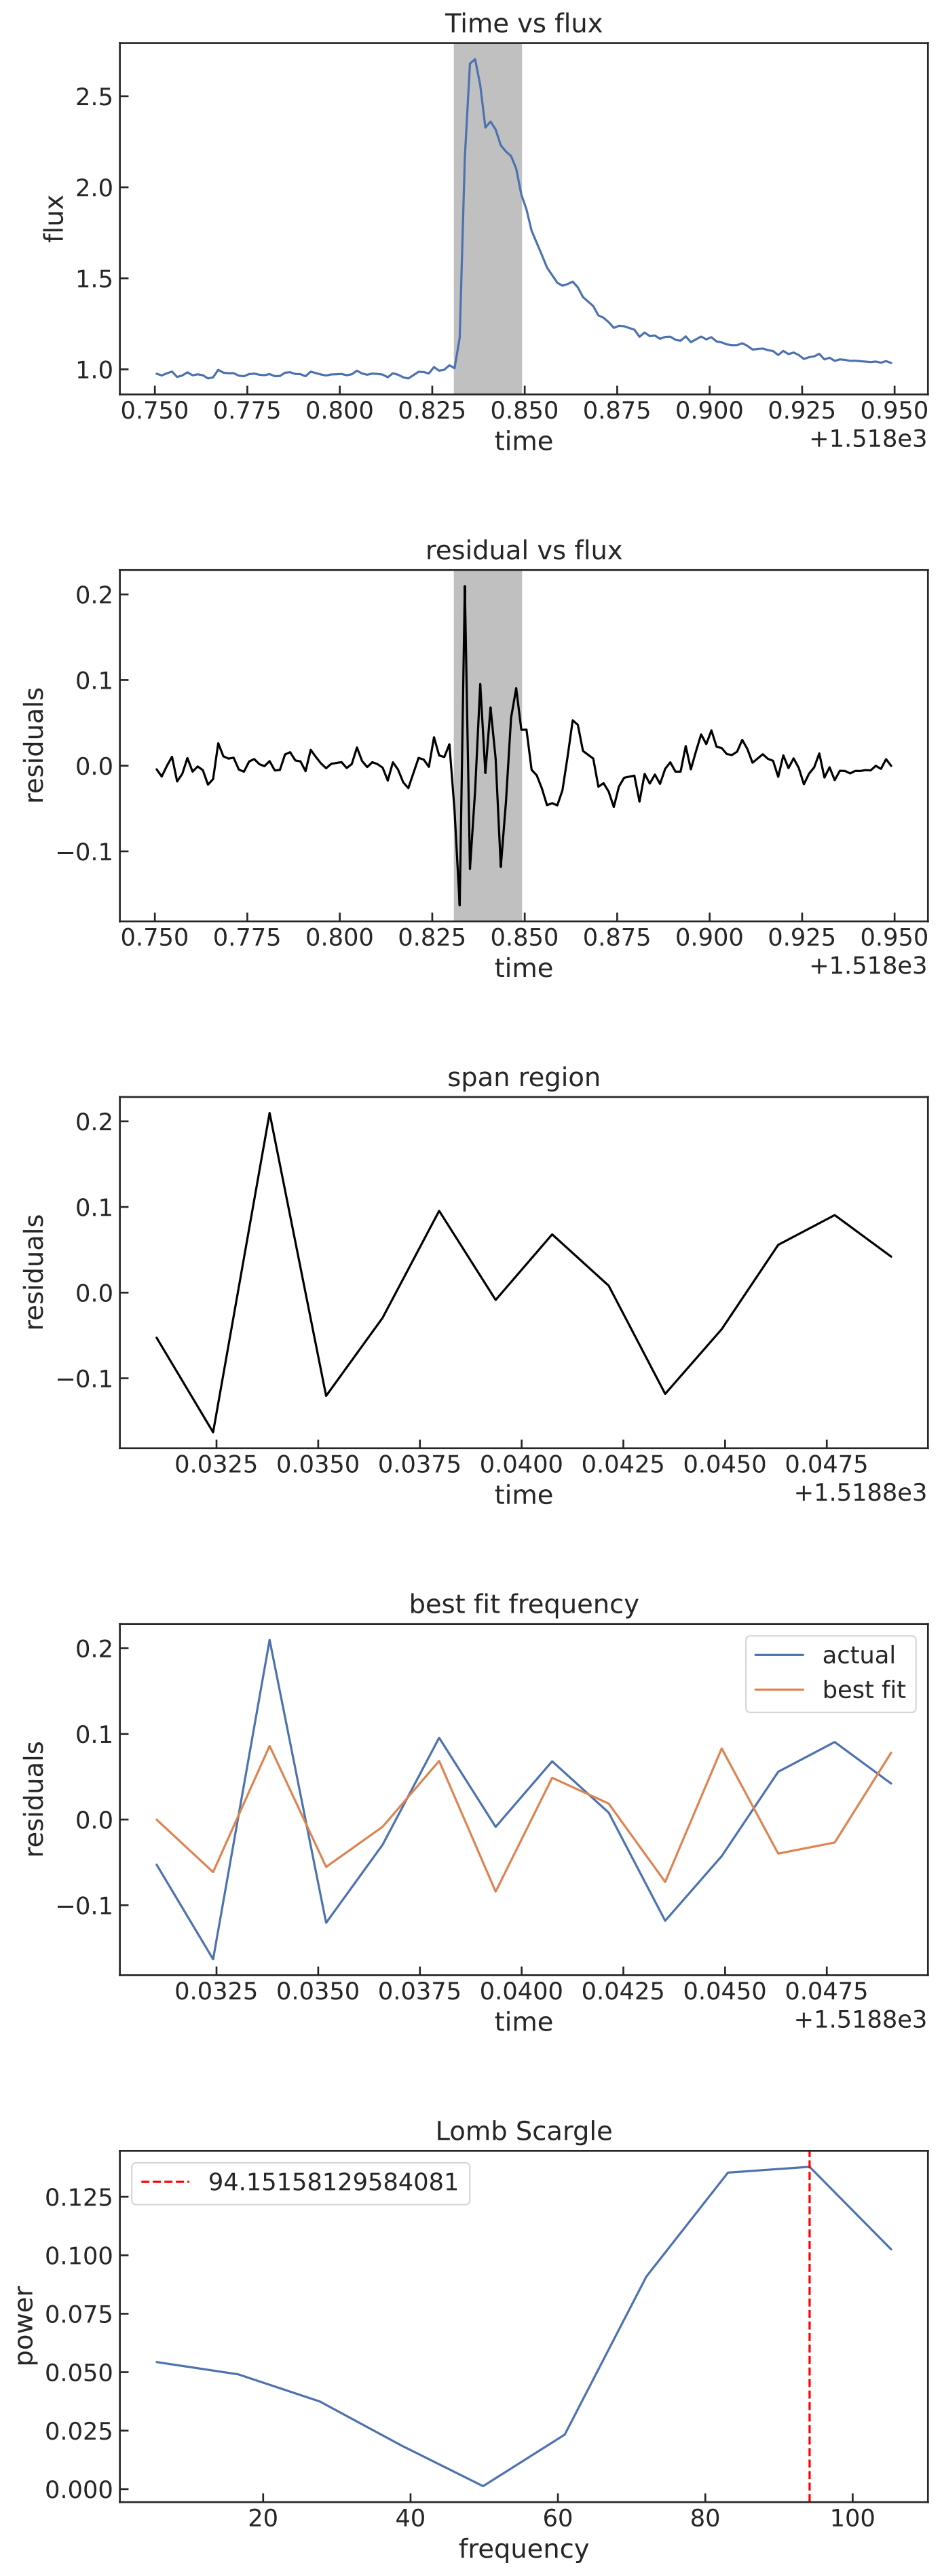 Time vs flux
flux
2.5
2.0
1.5
1.0
0.750 0.775 0.800 0.825 0.850 0.875 0.900 0.925 0.950
time
+1.518e3
residual vs flux
residuals
0.2
0.1
0.0
−0.1
0.750 0.775 0.800 0.825 0.850 0.875 0.900 0.925 0.950
time
+1.518e3
span region
residuals
0.2
0.1
0.0
−0.1
0.0325 0.0350 0.0375 0.0400 0.0425 0.0450 0.0475
time
+1.5188e3
best fit frequency
residuals
0.2
0.1
0.0
−0.1
actual
best fit
0.0325 0.0350 0.0375 0.0400 0.0425 0.0450 0.0475
time
+1.5188e3
Lomb Scargle
power
94.15158129584081
0.125
0.100
0.075
0.050
0.025
0.000
20 40 60 80 100
frequency